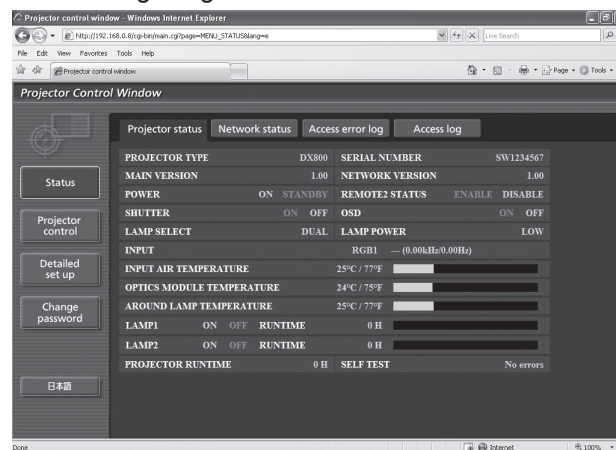 Projector control window - Windows Internet Explorer
http://192.168.0.8/cgi-bin/main.cgi?page=MENU_STATUS&lang=e
Live Search
File Edit View Favorites Tools Help
Projector control window
Page Tools
Projector Control Window
Projector status Network status Access error log Access log
PROJECTOR TYPE DX800 SERIAL NUMBER SW1234567
MAIN VERSION 1.00 NETWORK VERSION 1.00
Status
POWER ON STANDBY REMOTE2 STATUS ENABLE DISABLE
SHUTTER ON OFF OSD ON OFF
Projector control
LAMP SELECT DUAL LAMP POWER LOW
INPUT RGB1 — (0.00kHz/0.00Hz)
Detailed set up
INPUT AIR TEMPERATURE 25°C / 77°F
OPTICS MODULE TEMPERATURE 24°C / 75°F
Change password
AROUND LAMP TEMPERATURE 25°C / 77°F
LAMP1 ON OFF RUNTIME 0 H
LAMP2 ON OFF RUNTIME 0 H
PROJECTOR RUNTIME 0 H SELF TEST No errors
日本語
Done Internet 100%